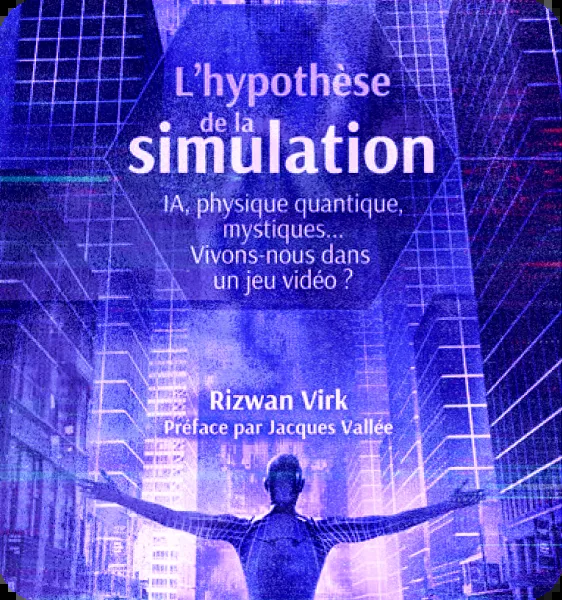 L’hypothèse
de la
simulation
IA, physique quantique,
mystiques...
Vivons-nous dans
un jeu vidéo ?
Rizwan Virk
Préface par Jacques Vallée